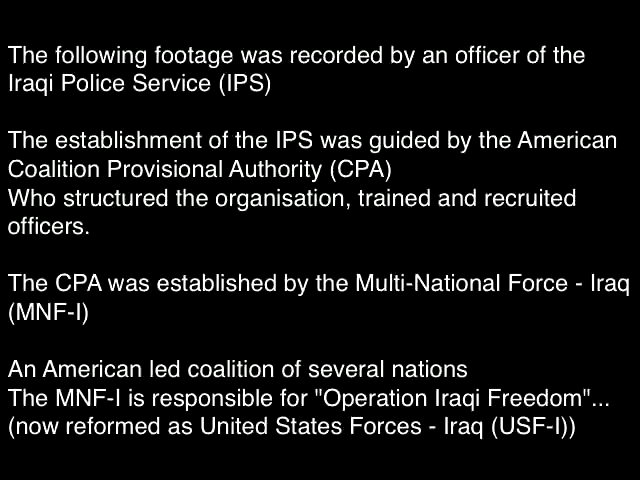 The following footage was recorded by an officer of the
Iraqi Police Service (IPS)
The establishment of the IPS was guided by the American
Coalition Provisional Authority (CPA)
Who structured the organisation, trained and recruited
officers.
The CPA was established by the Multi-National Force - Iraq
(MNF-I)
An American led coalition of several nations
The MNF-I is responsible for "Operation Iraqi Freedom"...
(now reformed as United States Forces - Iraq (USF-I))